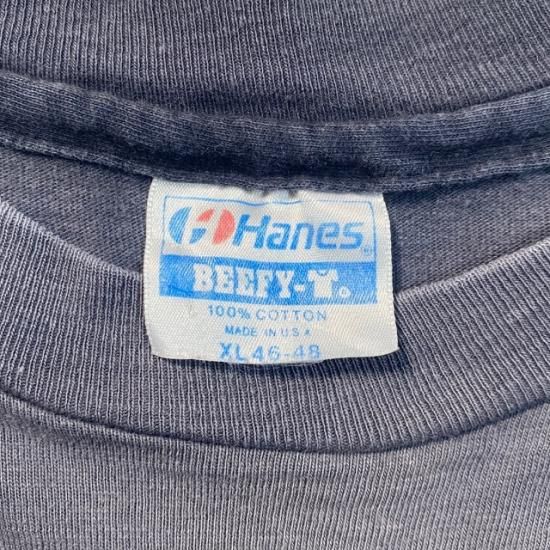 Hanes®
BEEFY-T®
100% COTTON
MADE IN U.S.A
XL 46-48